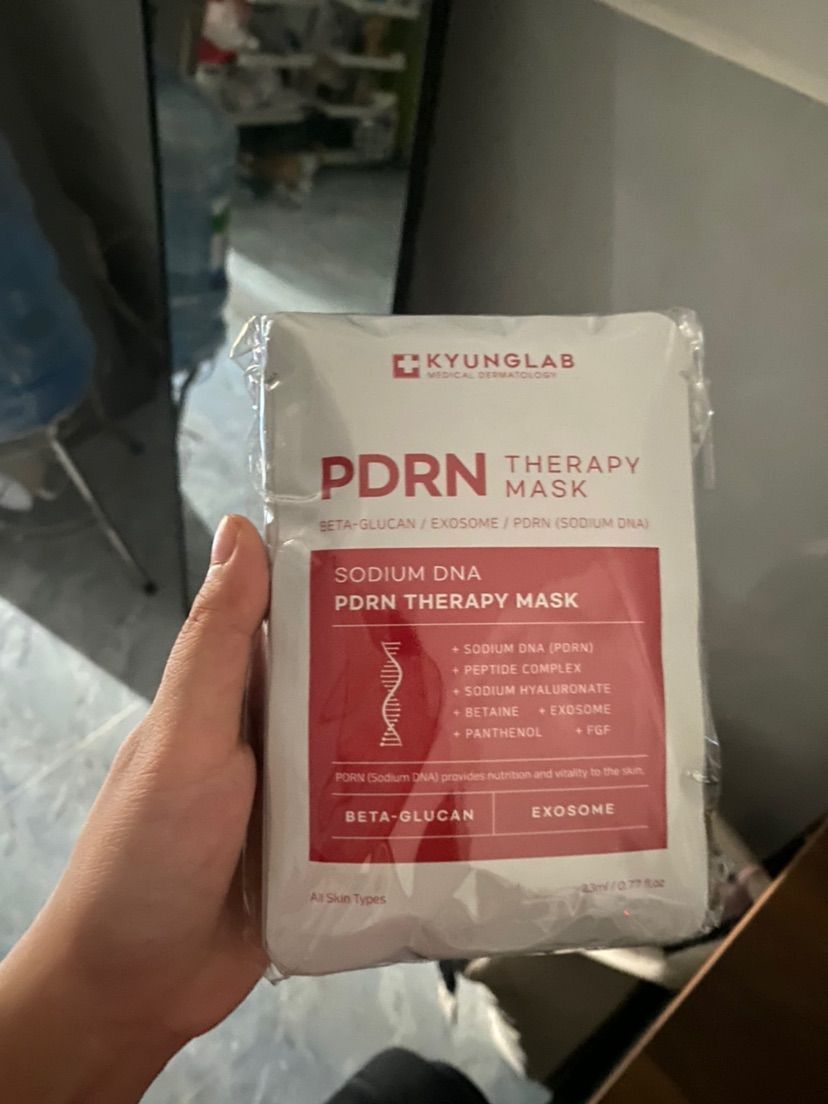 KYUNGLAB
MEDICAL DERMATOLOGY
PDRN THERAPY MASK
BETA-GLUCAN / EXOSOME / PDRN (SODIUM DNA)
SODIUM DNA
PDRN THERAPY MASK
+ SODIUM DNA (PDRN)
+ PEPTIDE COMPLEX
+ SODIUM HYALURONATE
+ BETAINE + EXOSOME
+ PANTHENOL + FGF
PDRN (Sodium DNA) provides nutrition and vitality to the skin.
BETA-GLUCAN EXOSOME
All Skin Types 23ml / 0.77 fl.oz